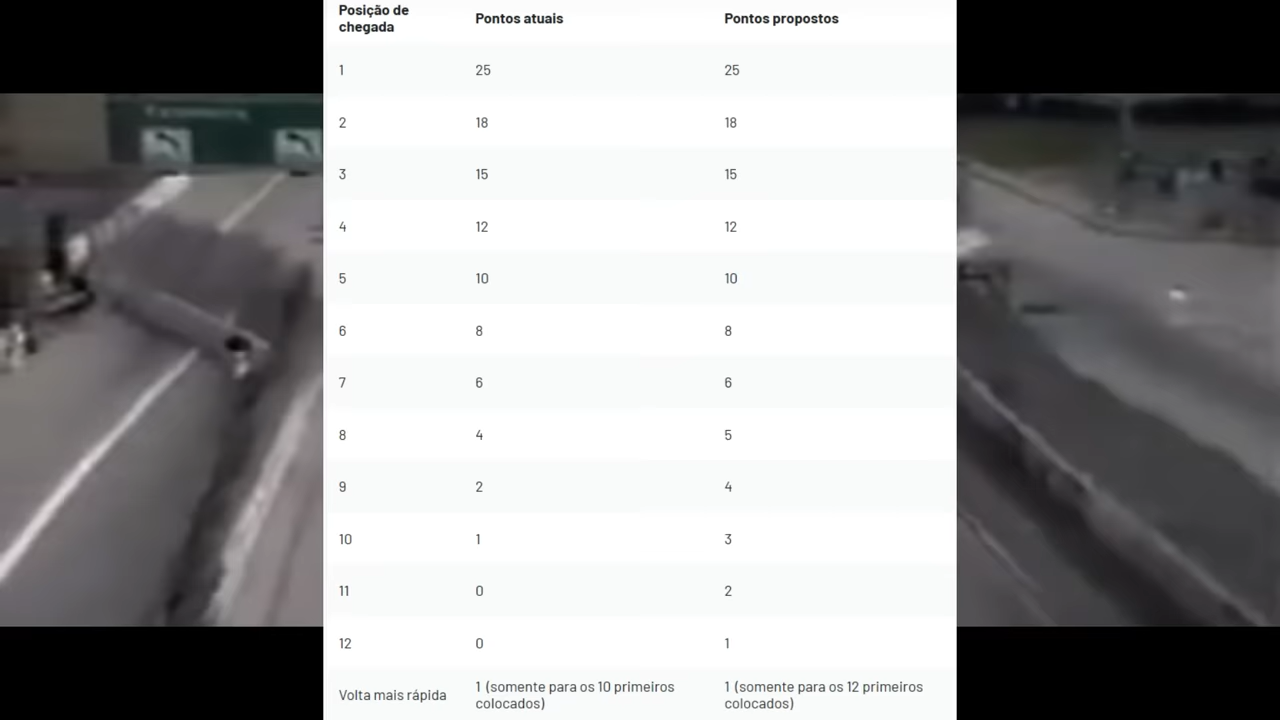 Posição de
chegada
Pontos atuais
Pontos propostos
1 25 25
2 18 18
3 15 15
4 12 12
5 10 10
6 8 8
7 6 6
8 4 5
9 2 4
10 1 3
11 0 2
12 0 1
Volta mais rápida
1 (somente para os 10 primeiros
colocados)
1 (somente para os 12 primeiros
colocados)